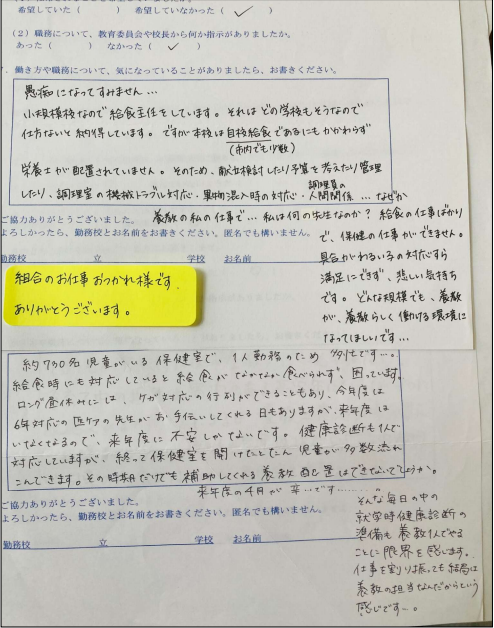 希望していた（　　　）　希望していなかった（　✓　）
（２）職務について、教育委員会や校長から何か指示がありましたか。
あった（　　　）　なかった（　✓　）
．働き方や職務について、気になっていることがありましたら、お書きください。
愚痴になってすみません…
小規模校なので給食主任をしています。それはどの学校もそうなので
仕方ないと納得しています。ですが本校は自校給食であるにもかかわらず
（市内でも少数）
栄養士が配置されていません。そのため、献立検討したり予算を考えたり管理
したり、調理室の機械トラブル対応・異物混入時の対応・調理員の人間関係…なぜか
養教の私の仕事で…私は何の先生なのか？給食の仕事ばかり
で、保健の仕事ができません。
具合がわるい子の対応すら
満足にできず、悲しい気持ち
です。どんな規模でも、養教
が、養教らしく働ける環境に
なってほしいです…
ご協力ありがとうございました。
よろしかったら、勤務校とお名前をお書きください。匿名でも構いません。
勤務校　　　立　　　学校　お名前
組合のお仕事おつかれ様です。
ありがとうございます。
約700名児童がいる保健室で、1人勤務のため多忙です…。
給食時にも対応していると給食がなかなか食べられず、困っています。
ロング昼休みには、ケガ対応の行列ができることもあり、今年度は
6年対応の先生がお手伝いしてくれる日もありますが、来年度は
いなくなるので、来年度に不安しかないです。健康診断も1人で
対応していますが、終って保健室を開けたとたん児童が多数流れ
こんできます。その時期だけでも補助してくれる養教配置はできないでしょうか。
来年度の4月が…です………。
ご協力ありがとうございました。
よろしかったら、勤務校とお名前をお書きください。匿名でも構いません。
勤務校　　　立　　　学校　お名前
そんな毎日の中の
就学時健康診断の
準備も養教1人でやる
ことに限界を感じます。
仕事を割り振っても結局は
養教の担当なんだからという
感じです…。